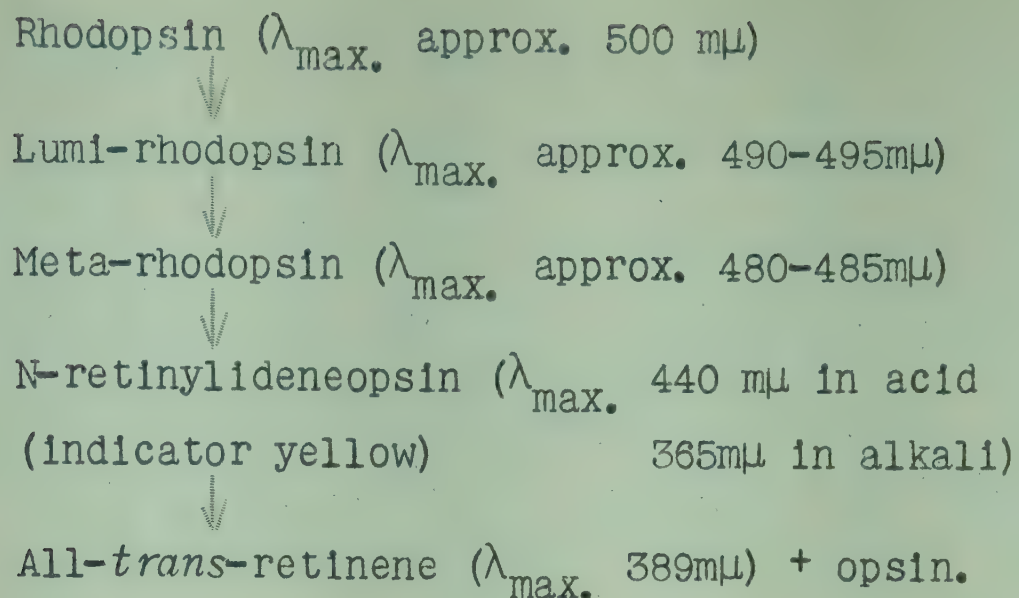 Rhodopsin (λmax. approx. 500 mμ)
Lumi-rhodopsin (λmax. approx. 490-495mμ)
Meta-rhodopsin (λmax. approx. 480-485mμ)
N-retinylideneopsin (λmax. 440 mμ in acid
(indicator yellow) 365mμ in alkali)
All-trans-retinene (λmax. 389mμ) + opsin.